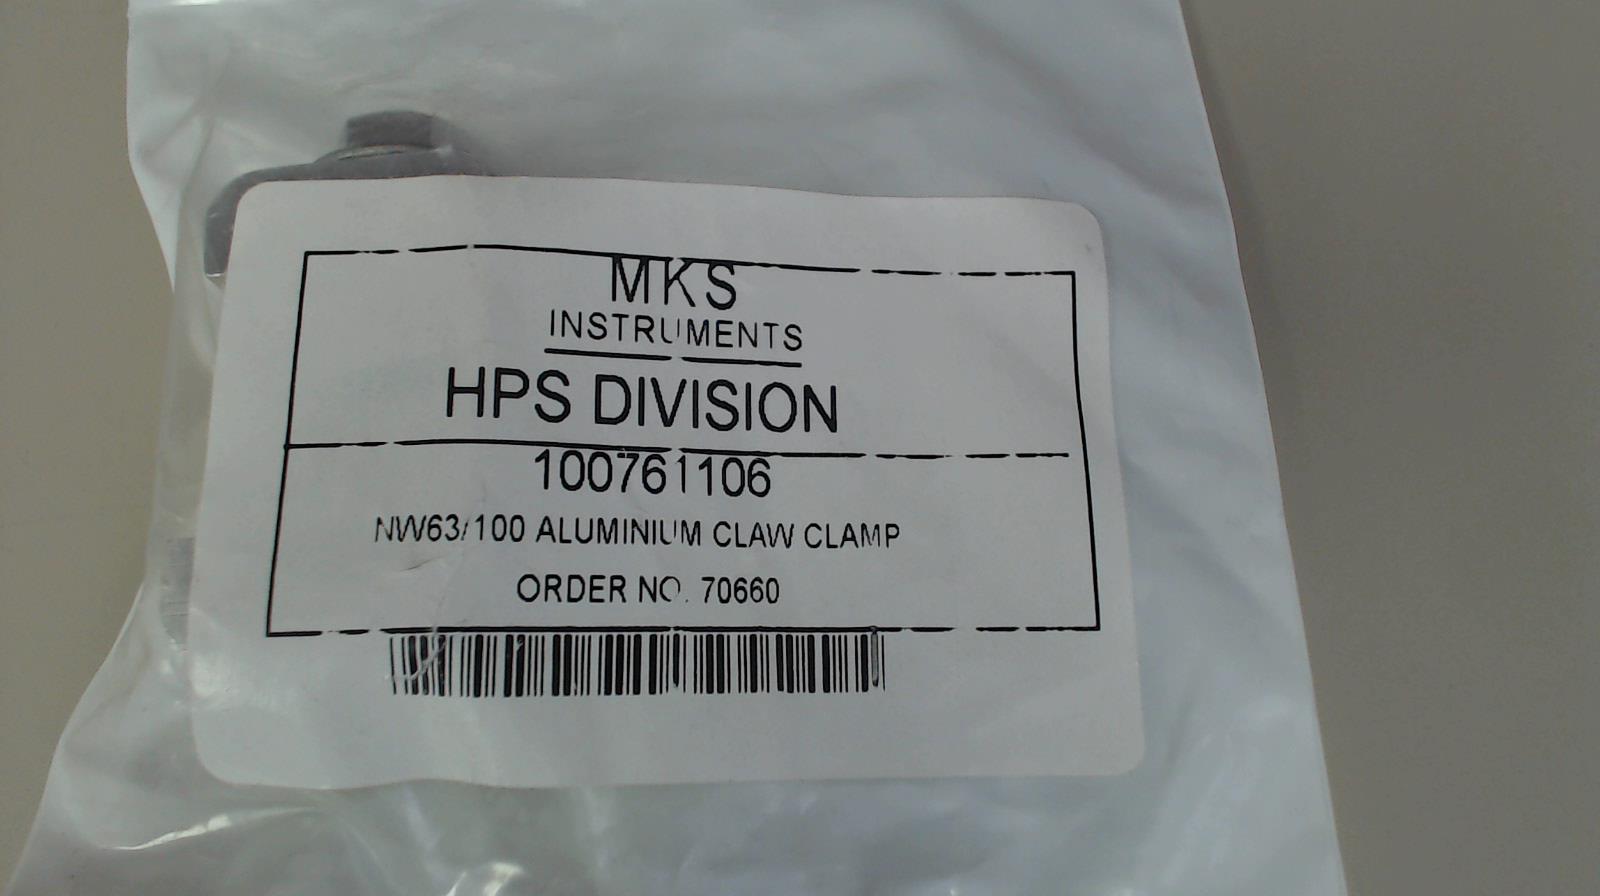 MKS
INSTRUMENTS
HPS DIVISION
100761106
NW63/100 ALUMINIUM CLAW CLAMP
ORDER NO. 70660